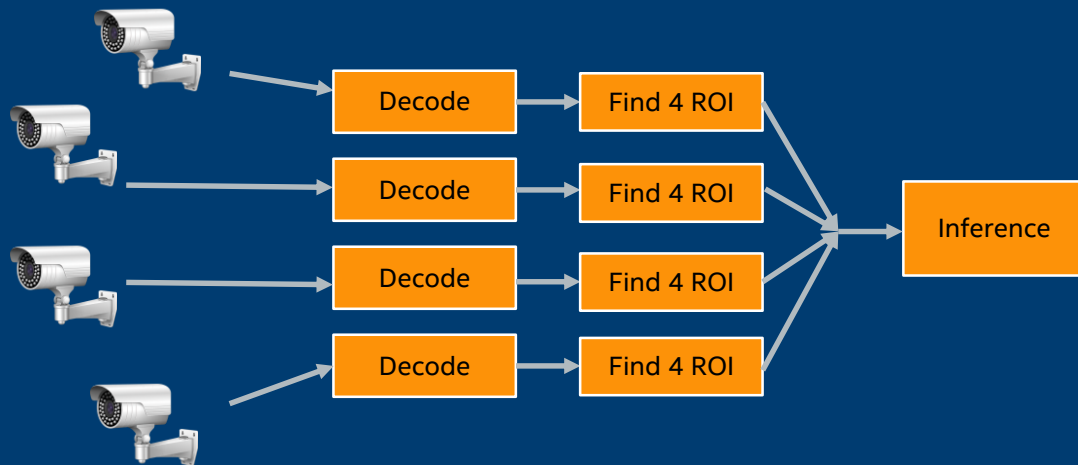 Decode
Find 4 ROI
Decode
Find 4 ROI
Inference
Decode
Find 4 ROI
Decode
Find 4 ROI